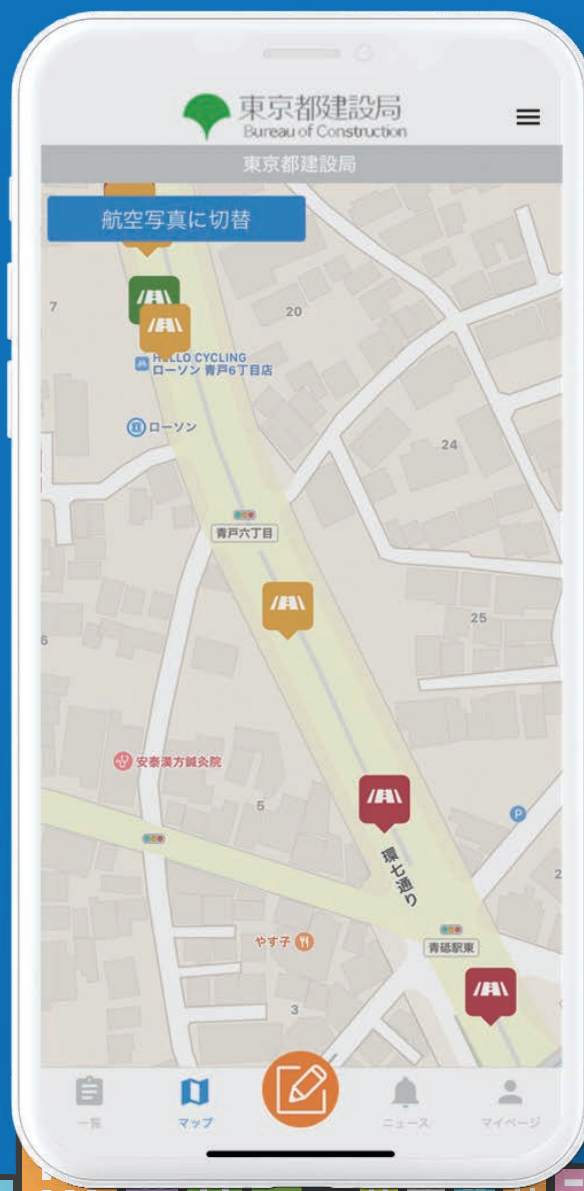 東京都建設局
Bureau of Construction
東京都建設局
航空写真に切替
7
20
HELLO CYCLING
ローソン 青戸6丁目店
ローソン
24
青戸六丁目
25
6
安泰漢方鍼灸院
5
P
環七通り
2
やす子
青砥駅東
3
一覧
マップ
ニュース
マイページ